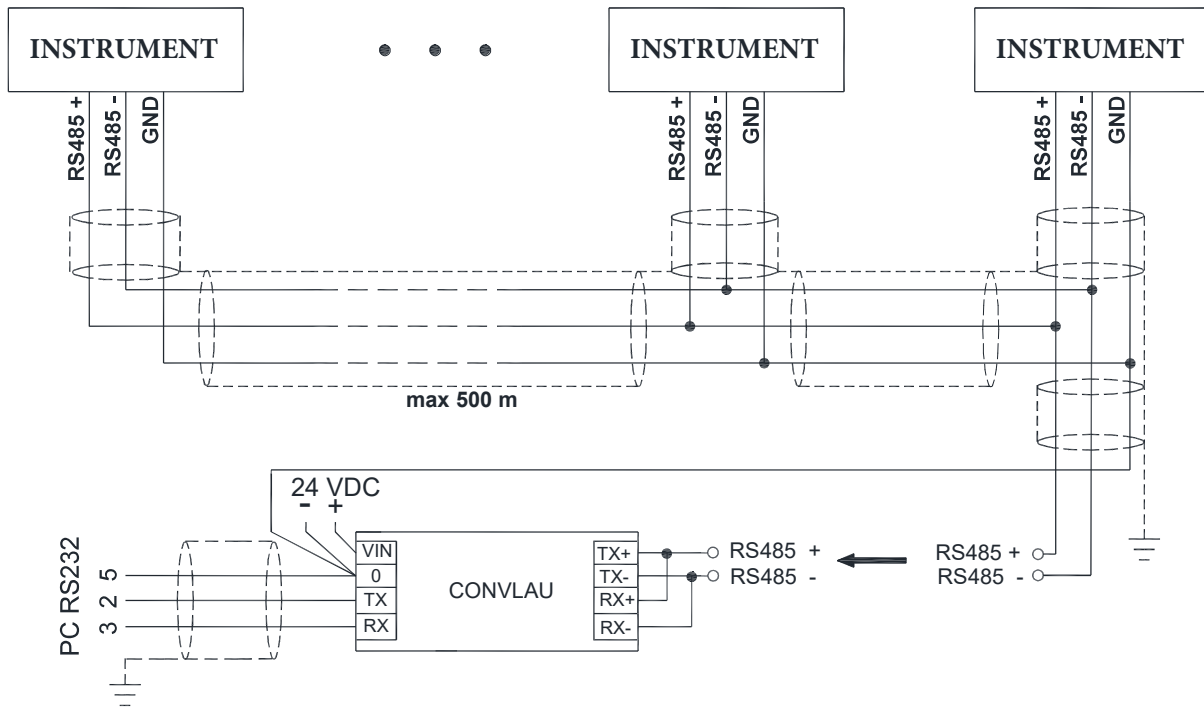 INSTRUMENT
INSTRUMENT
INSTRUMENT
RS485 +
RS485 -
GND
RS485 +
RS485 -
GND
RS485 +
RS485 -
GND
max 500 m
24 VDC
- +
PC RS232
5
2
3
VIN
0
TX
RX
CONVLAU
TX+
TX-
RX+
RX-
RS485 +
RS485 -
RS485 +
RS485 -